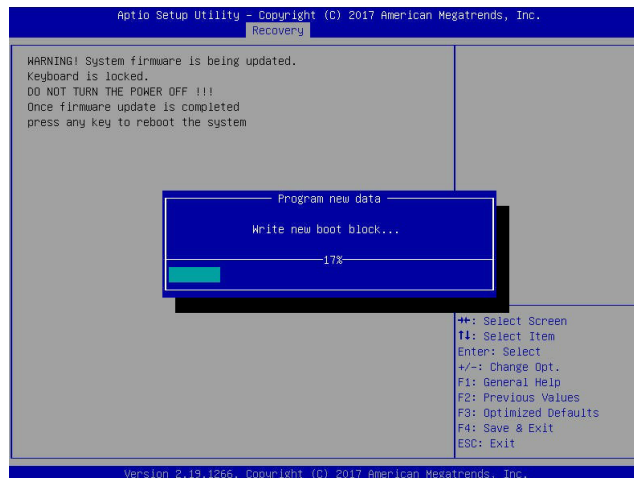 Aptio Setup Utility – Copyright (C) 2017 American Megatrends, Inc.
Recovery
WARNING! System firmware is being updated.
Keyboard is locked.
DO NOT TURN THE POWER OFF !!!
Once firmware update is completed
press any key to reboot the system
Program new data
Write new boot block...
17%
→←: Select Screen
↑↓: Select Item
Enter: Select
+/-: Change Opt.
F1: General Help
F2: Previous Values
F3: Optimized Defaults
F4: Save & Exit
ESC: Exit
Version 2.19.1266. Copyright (C) 2017 American Megatrends, Inc.